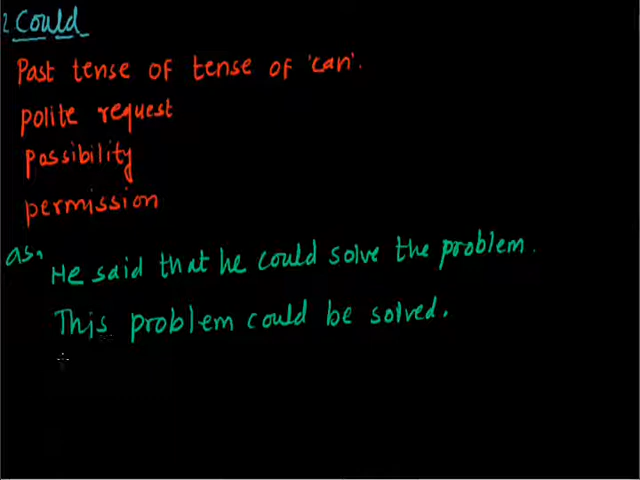 2. Could
Past tense of tense of 'can'.
polite request
possibility
permission
as,
He said that he could solve the problem.
This problem could be solved.